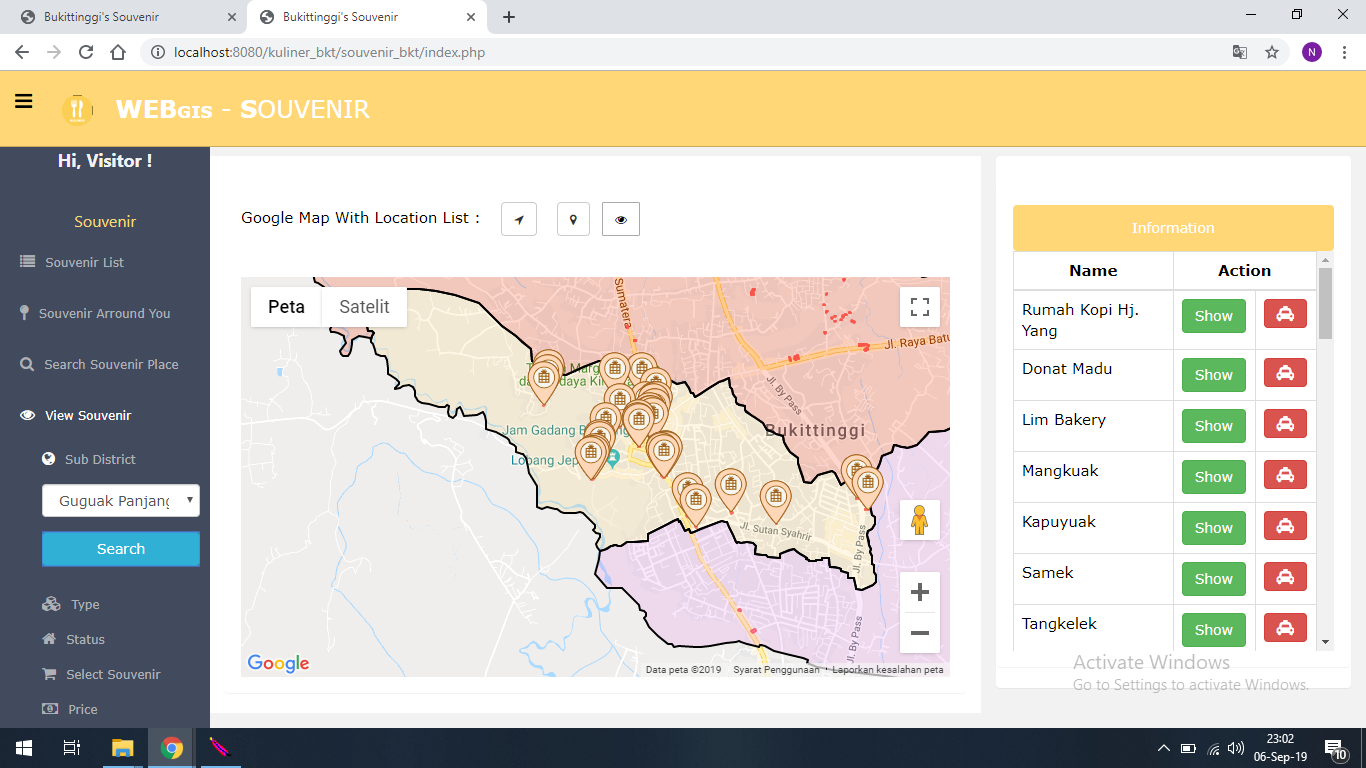 Bukittinggi's Souvenir
Bukittinggi's Souvenir
localhost:8080/kuliner_bkt/souvenir_bkt/index.php
N
WEBGIS - SOUVENIR
Hi, Visitor !
Souvenir
Souvenir List
Souvenir Arround You
Search Souvenir Place
View Souvenir
Sub District
Guguak Panjang
Search
Type
Status
Select Souvenir
Price
Google Map With Location List :
Peta
Satelit
Sumatera
Jl. Raya Batu
Jl. By Pass
Bukittinggi
Jam Gadang
Lobang Jep
Jl. Sutan Syahrir
Jl. By Pass
Jl. By Pass
Google
Data peta ©2019
Syarat Penggunaan
Laporkan kesalahan peta
Information
Name
Action
Rumah Kopi Hj. Yang
Show
Donat Madu
Show
Lim Bakery
Show
Mangkuak
Show
Kapuyuak
Show
Samek
Show
Tangkelek
Show
Activate Windows
Go to Settings to activate Windows.
23:02
06-Sep-19
10